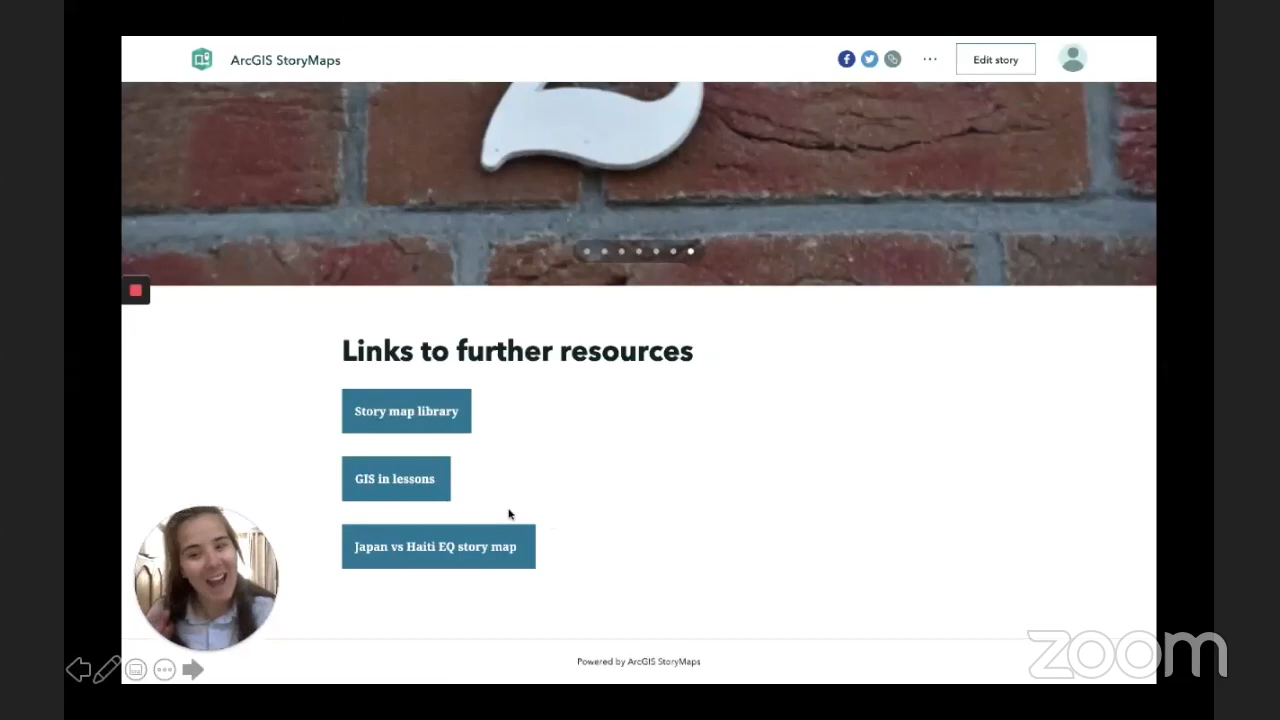 ArcGIS StoryMaps
Edit story
Links to further resources
Story map library
GIS in lessons
Japan vs Haiti EQ story map
Powered by ArcGIS StoryMaps
zoom